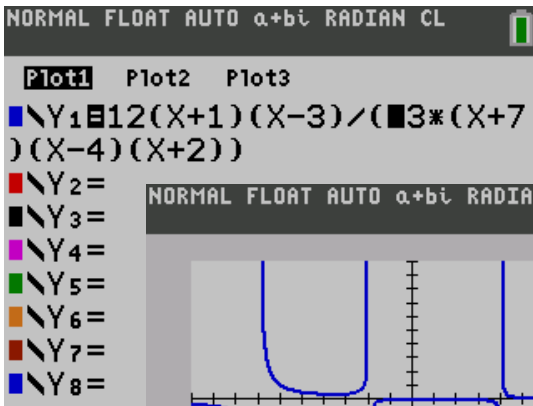 NORMAL FLOAT AUTO a+bi RADIAN CL
Plot1 Plot2 Plot3
\Y₁=12(X+1)(X-3)/(■3*(X+7
)(X-4)(X+2))
\Y₂=
\Y₃=
\Y₄=
\Y₅=
\Y₆=
\Y₇=
\Y₈=
NORMAL FLOAT AUTO a+bi RADIA